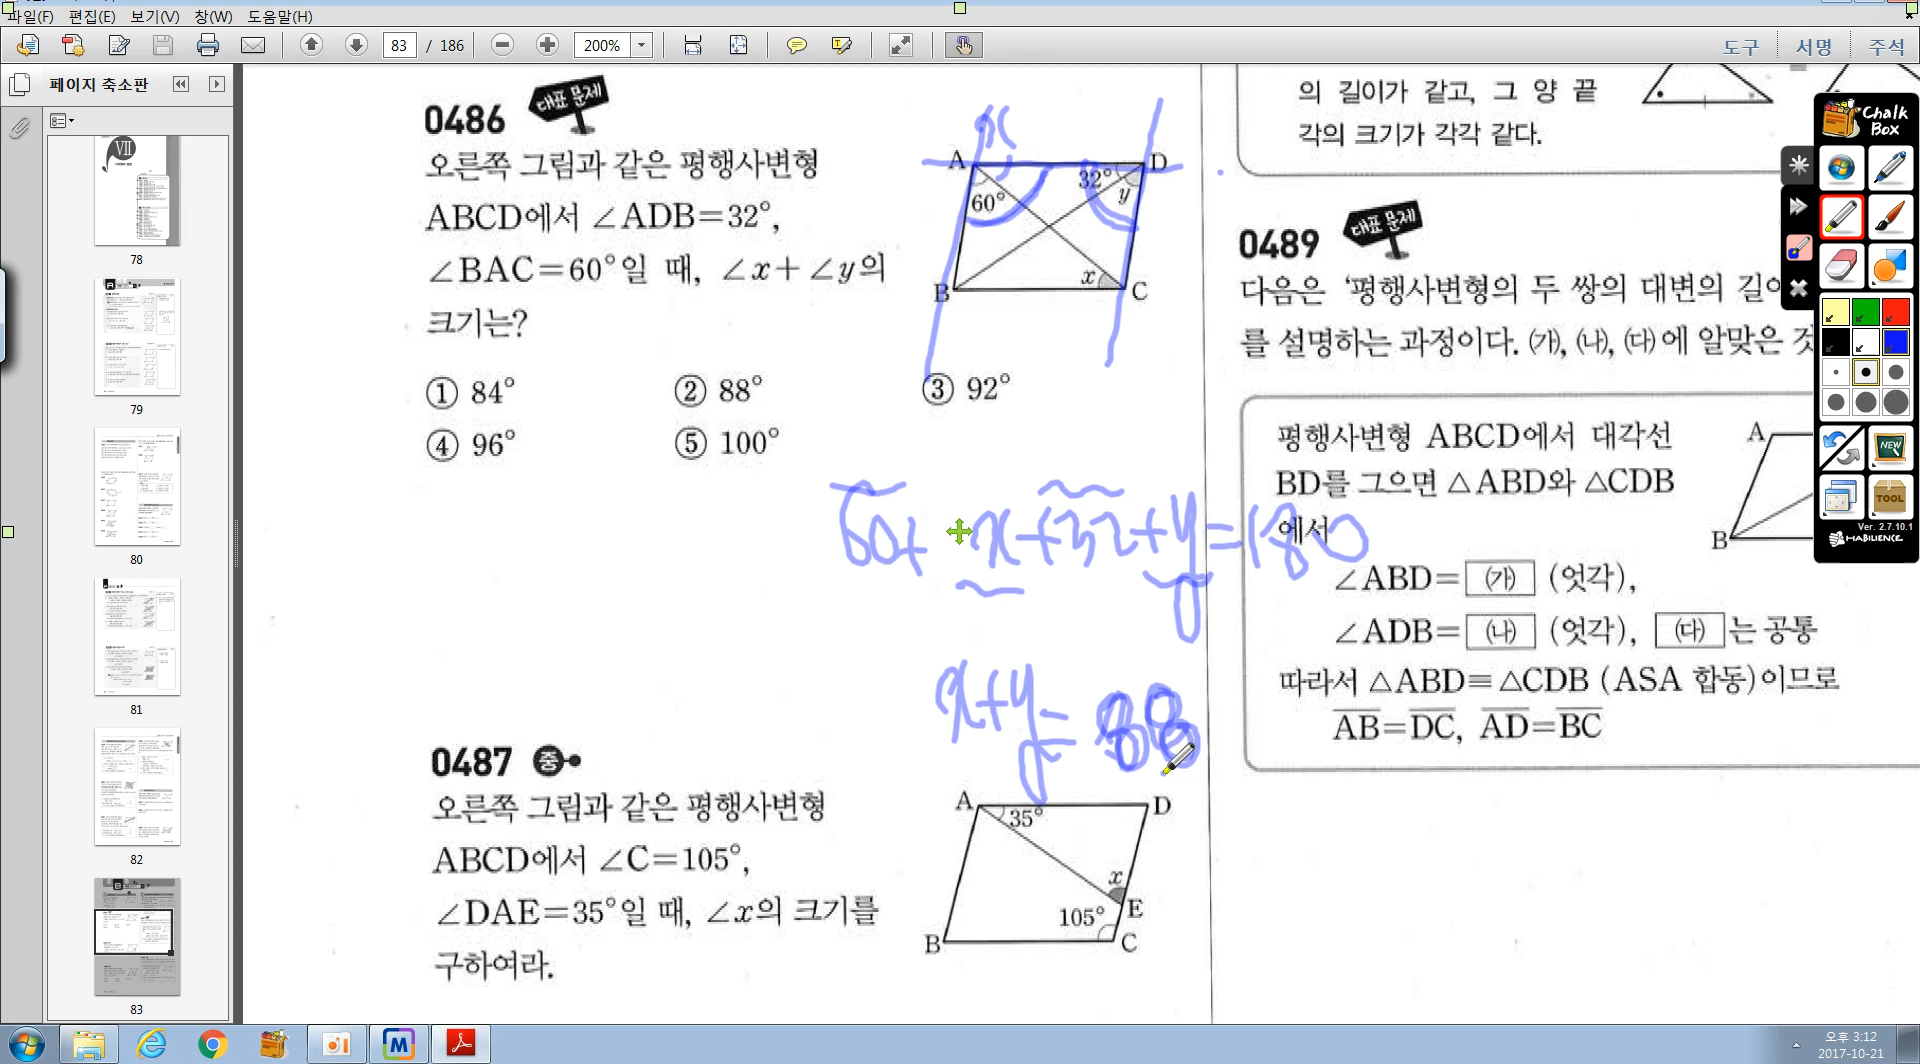 파일(F) 편집(E) 보기(V) 창(W) 도움말(H)
83 / 186
200%
도구 서명 주석
페이지 축소판
VII
78
79
80
81
82
83
0486 대표 문제
오른쪽 그림과 같은 평행사변형
ABCD에서 ∠ADB=32°,
∠BAC=60°일 때, ∠x+∠y의
크기는?
① 84° ② 88° ③ 92°
④ 96° ⑤ 100°
x
A D
32°
60° y
x
B C
60+ x+32+y=180
x+y=88
0487 중
오른쪽 그림과 같은 평행사변형
ABCD에서 ∠C=105°,
∠DAE=35°일 때, ∠x의 크기를
구하여라.
A D
35°
x
E
105°
B C
의 길이가 같고, 그 양 끝
각의 크기가 각각 같다.
0489 대표 문제
다음은 '평행사변형의 두 쌍의 대변의 길이
를 설명하는 과정이다. (가), (나), (다)에 알맞은 것
평행사변형 ABCD에서 대각선
BD를 그으면 △ABD와 △CDB
에서
∠ABD= (가) (엇각),
∠ADB= (나) (엇각), (다) 는 공통
따라서 △ABD≡△CDB (ASA 합동)이므로
AB=DC, AD=BC
A
B
Chalk
Box
NEW
TOOL
Ver. 2.7.10.1
HABILIENCE
오후 3:12
2017-10-21